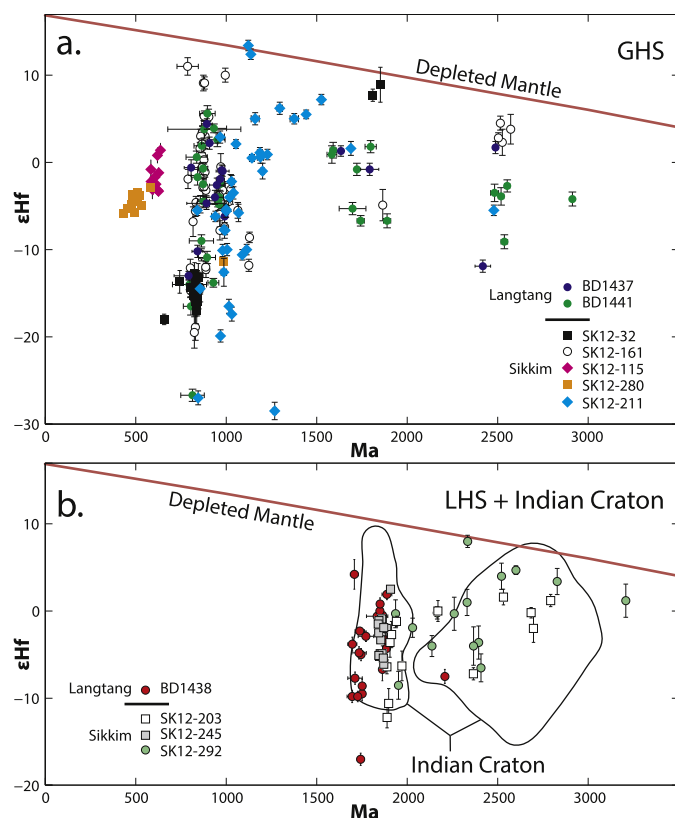 a.
GHS
Depleted Mantle
εHf
10
0
−10
−20
−30
0
500
1000
1500
2000
2500
3000
Ma
Langtang
BD1437
BD1441
Sikkim
SK12-32
SK12-161
SK12-115
SK12-280
SK12-211
b.
LHS + Indian Craton
Depleted Mantle
εHf
10
0
−10
−20
0
500
1000
1500
2000
2500
3000
Ma
Langtang
BD1438
Sikkim
SK12-203
SK12-245
SK12-292
Indian Craton